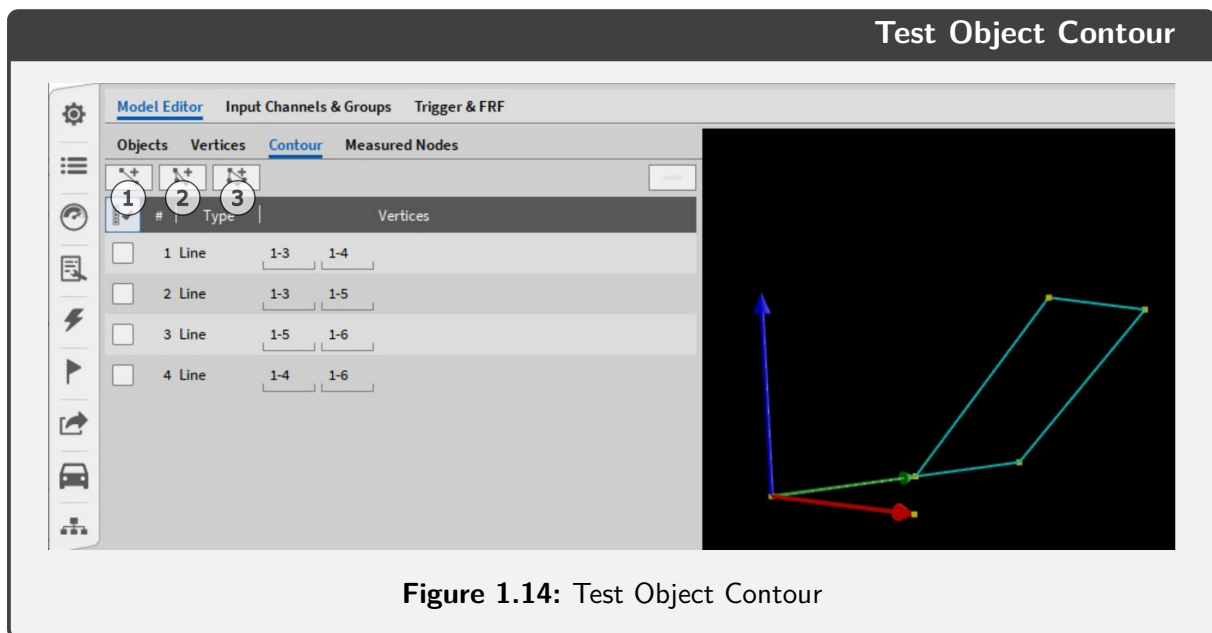 Test Object Contour
Model Editor Input Channels & Groups Trigger & FRF
Objects Vertices Contour Measured Nodes
1 2 3
# Type Vertices
1 Line 1-3 1-4
2 Line 1-3 1-5
3 Line 1-5 1-6
4 Line 1-4 1-6
Figure 1.14: Test Object Contour